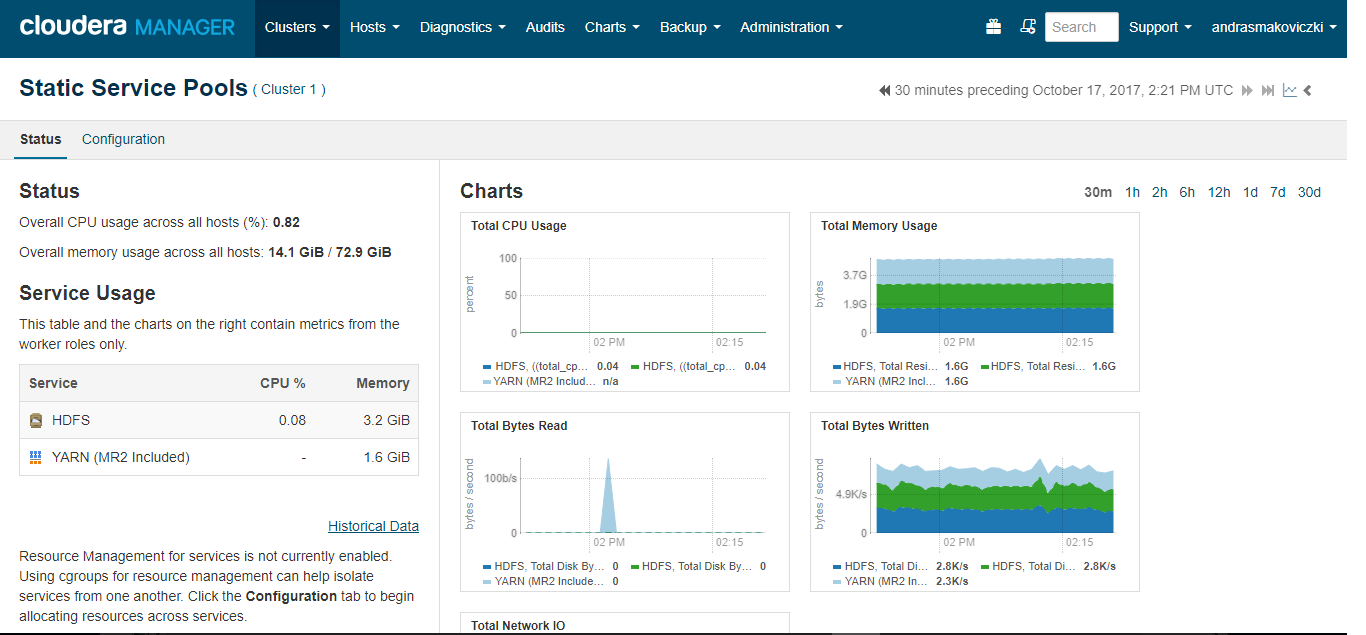 cloudera MANAGER Clusters Hosts Diagnostics Audits Charts Backup Administration Search Support andrasmakoviczki
Static Service Pools ( Cluster 1 ) 30 minutes preceding October 17, 2017, 2:21 PM UTC
Status Configuration
Status
Overall CPU usage across all hosts (%): 0.82
Overall memory usage across all hosts: 14.1 GiB / 72.9 GiB
Service Usage
This table and the charts on the right contain metrics from the
worker roles only.
Service CPU % Memory
HDFS 0.08 3.2 GiB
YARN (MR2 Included) - 1.6 GiB
Historical Data
Resource Management for services is not currently enabled.
Using cgroups for resource management can help isolate
services from one another. Click the Configuration tab to begin
allocating resources across services.
Charts 30m 1h 2h 6h 12h 1d 7d 30d
Total CPU Usage
percent
100
50
0
02 PM 02:15
HDFS, ((total_cp... 0.04 HDFS, ((total_cp... 0.04
YARN (MR2 Includ... n/a
Total Memory Usage
bytes
3.7G
1.9G
0
02 PM 02:15
HDFS, Total Resi... 1.6G HDFS, Total Resi... 1.6G
YARN (MR2 Incl... 1.6G
Total Bytes Read
bytes / second
100b/s
0
02 PM 02:15
HDFS, Total Disk By... 0 HDFS, Total Disk By... 0
YARN (MR2 Include... 0
Total Bytes Written
bytes / second
4.9K/s
0
02 PM 02:15
HDFS, Total Di... 2.8K/s HDFS, Total Di... 2.8K/s
YARN (MR2 In... 2.3K/s
Total Network IO